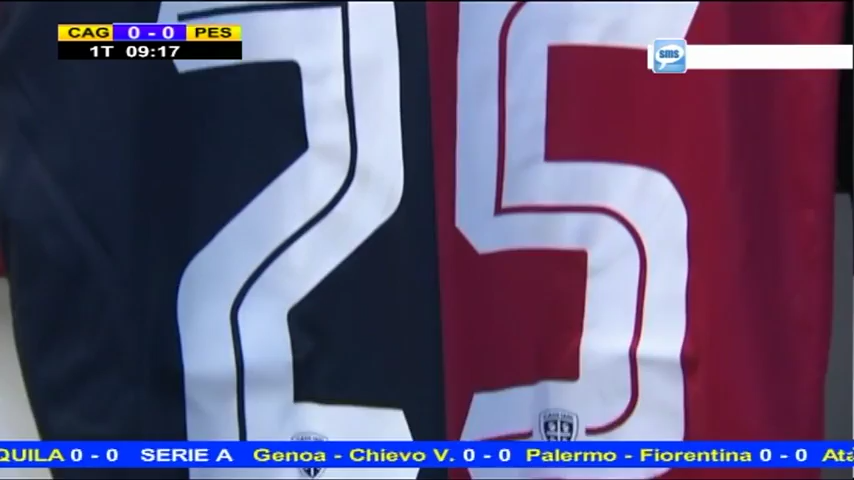 CAG 0 - 0 PES
1T 09:17
sms
25
QUILA 0 - 0 SERIE A Genoa - Chievo V. 0 - 0 Palermo - Fiorentina 0 - 0 Ata